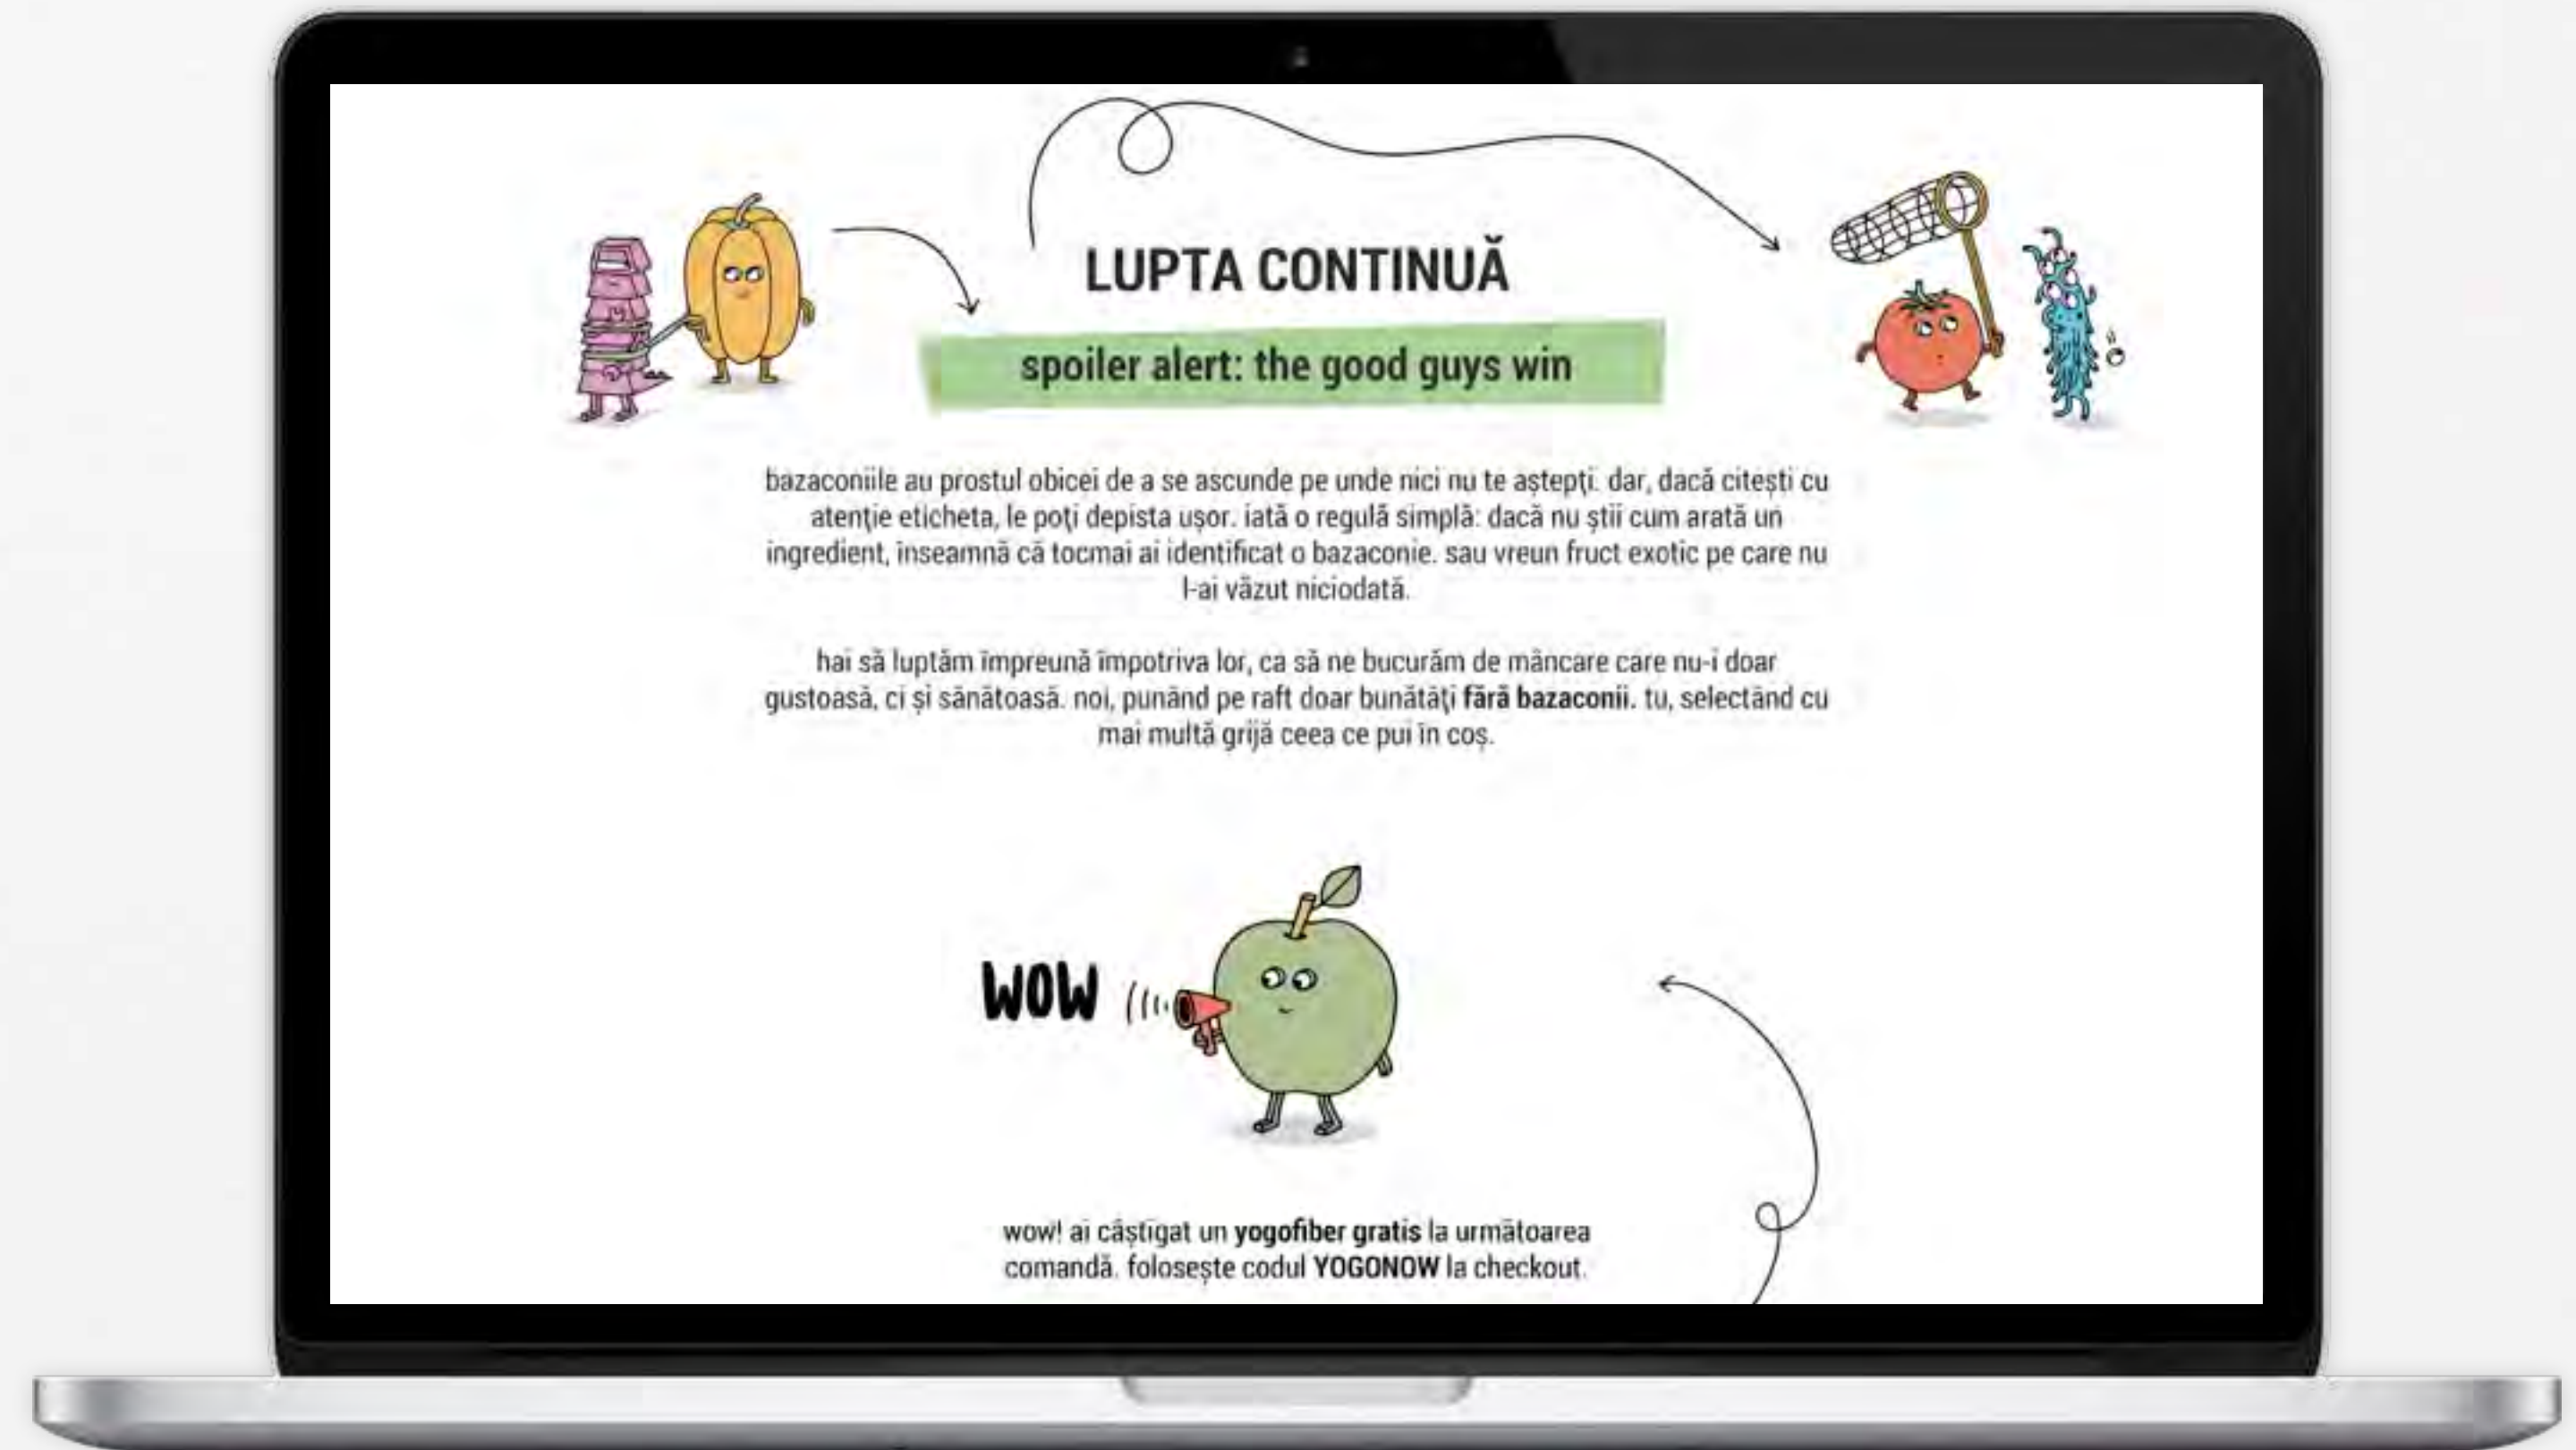 LUPTA CONTINUĂ
spoiler alert: the good guys win
bazaconiile au prostul obicei de a se ascunde pe unde nici nu te aștepți. dar, dacă citești cu
atenție eticheta, le poți depista ușor. iată o regulă simplă: dacă nu știi cum arată un
ingredient, înseamnă că tocmai ai identificat o bazaconie. sau vreun fruct exotic pe care nu
l-ai văzut niciodată.
hai să luptăm împreună împotriva lor, ca să ne bucurăm de mâncare care nu-i doar
gustoasă, ci și sănătoasă. noi, punând pe raft doar bunătăți fără bazaconii. tu, selectând cu
mai multă grijă ceea ce pui în coș.
WOW
wow! ai câștigat un yogofiber gratis la următoarea
comandă. folosește codul YOGONOW la checkout.